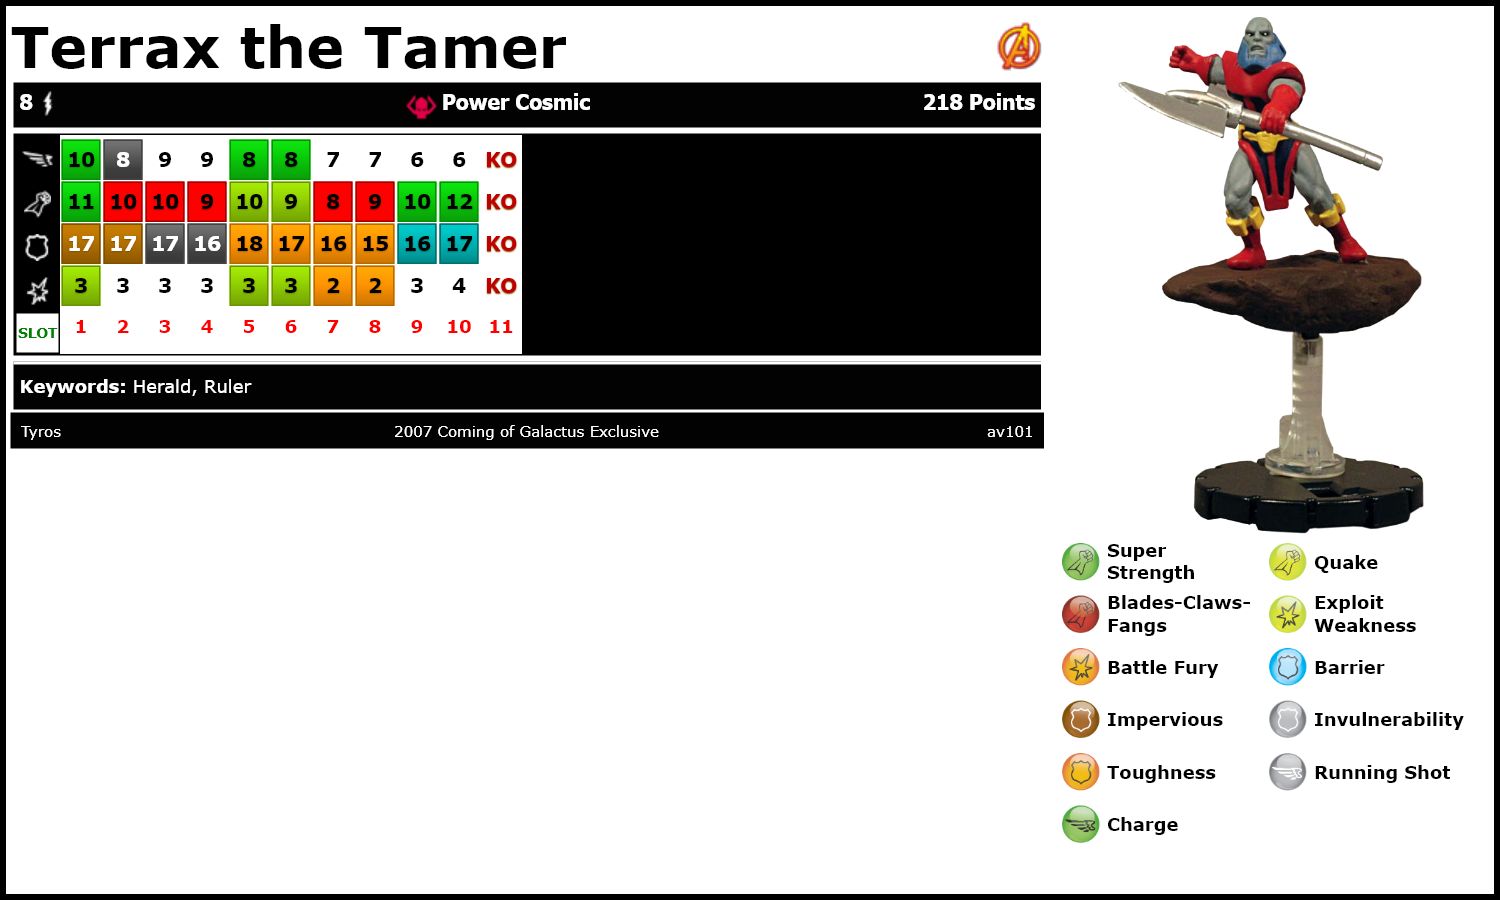 Terrax the Tamer
8 Power Cosmic 218 Points
10 8 9 9 8 8 7 7 6 6 KO
11 10 10 9 10 9 8 9 10 12 KO
17 17 17 16 18 17 16 15 16 17 KO
3 3 3 3 3 3 2 2 3 4 KO
SLOT 1 2 3 4 5 6 7 8 9 10 11
Keywords: Herald, Ruler
Tyros 2007 Coming of Galactus Exclusive av101
Super
Strength
Quake
Blades-Claws-
Fangs
Exploit
Weakness
Battle Fury
Barrier
Impervious
Invulnerability
Toughness
Running Shot
Charge